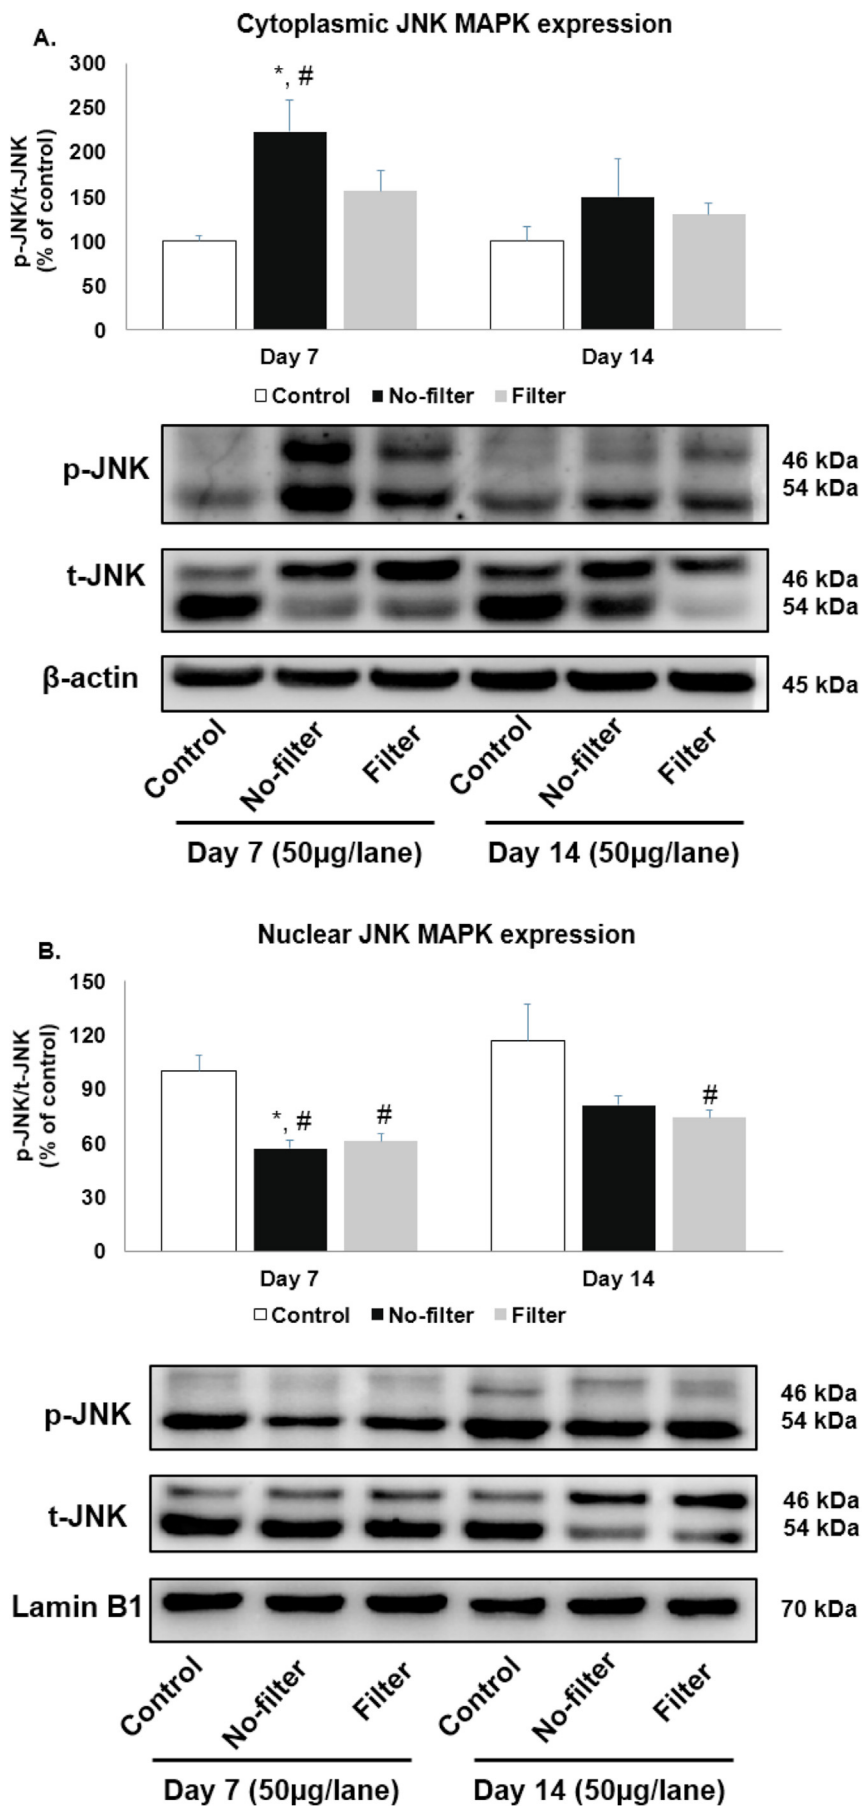 A.
Cytoplasmic JNK MAPK expression
p-JNK/t-JNK
(% of control)
300
250
200
150
100
50
0
*, #
Day 7
Day 14
Control
No-filter
Filter
p-JNK
46 kDa
54 kDa
t-JNK
46 kDa
54 kDa
β-actin
45 kDa
Control
No-filter
Filter
Control
No-filter
Filter
Day 7 (50µg/lane)
Day 14 (50µg/lane)
B.
Nuclear JNK MAPK expression
p-JNK/t-JNK
(% of control)
150
120
90
60
30
0
*, #
#
#
Day 7
Day 14
Control
No-filter
Filter
p-JNK
46 kDa
54 kDa
t-JNK
46 kDa
54 kDa
Lamin B1
70 kDa
Control
No-filter
Filter
Control
No-filter
Filter
Day 7 (50µg/lane)
Day 14 (50µg/lane)